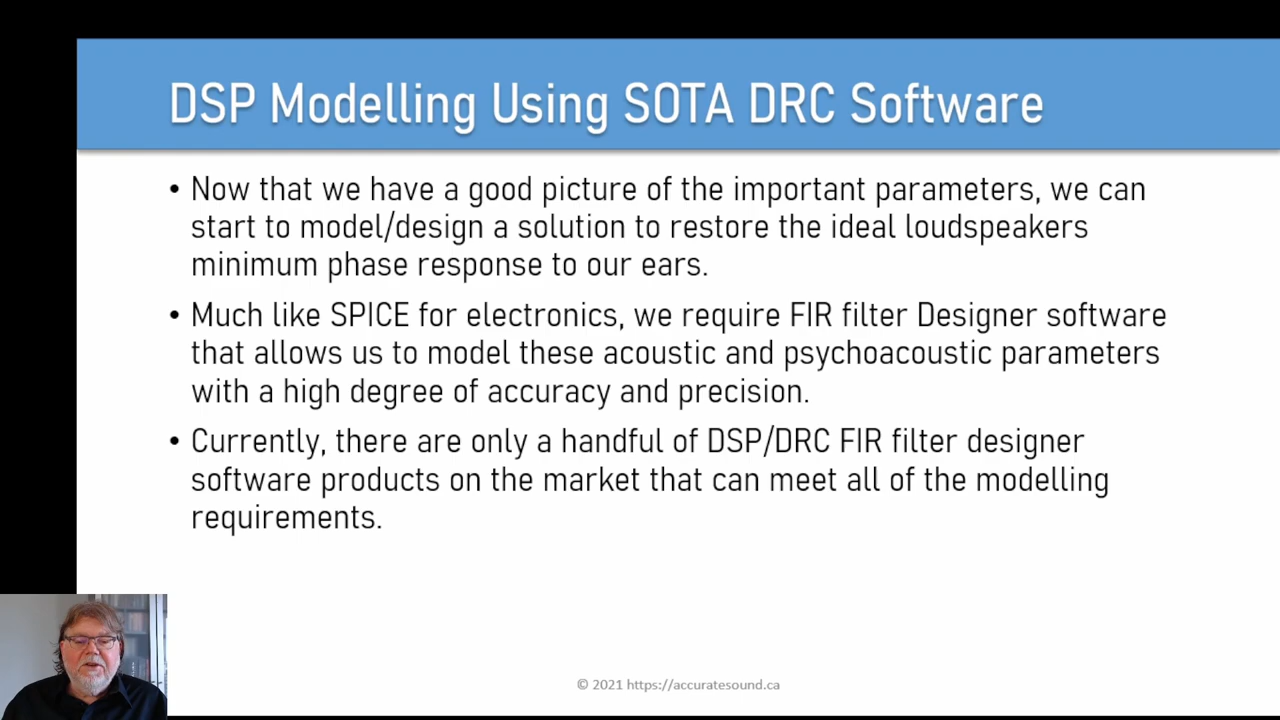 DSP Modelling Using SOTA DRC Software
• Now that we have a good picture of the important parameters, we can
start to model/design a solution to restore the ideal loudspeakers
minimum phase response to our ears.
• Much like SPICE for electronics, we require FIR filter Designer software
that allows us to model these acoustic and psychoacoustic parameters
with a high degree of accuracy and precision.
• Currently, there are only a handful of DSP/DRC FIR filter designer
software products on the market that can meet all of the modelling
requirements.
© 2021 https://accuratesound.ca